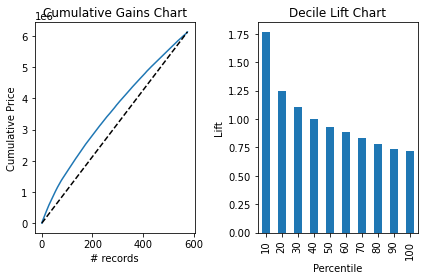 Cumulative Gains Chart
1e6
6
5
4
3
2
1
0
Cumulative Price
0 200 400 600
# records
Decile Lift Chart
1.75
1.50
1.25
1.00
0.75
0.50
0.25
0.00
Lift
10 20 30 40 50 60 70 80 90 100
Percentile